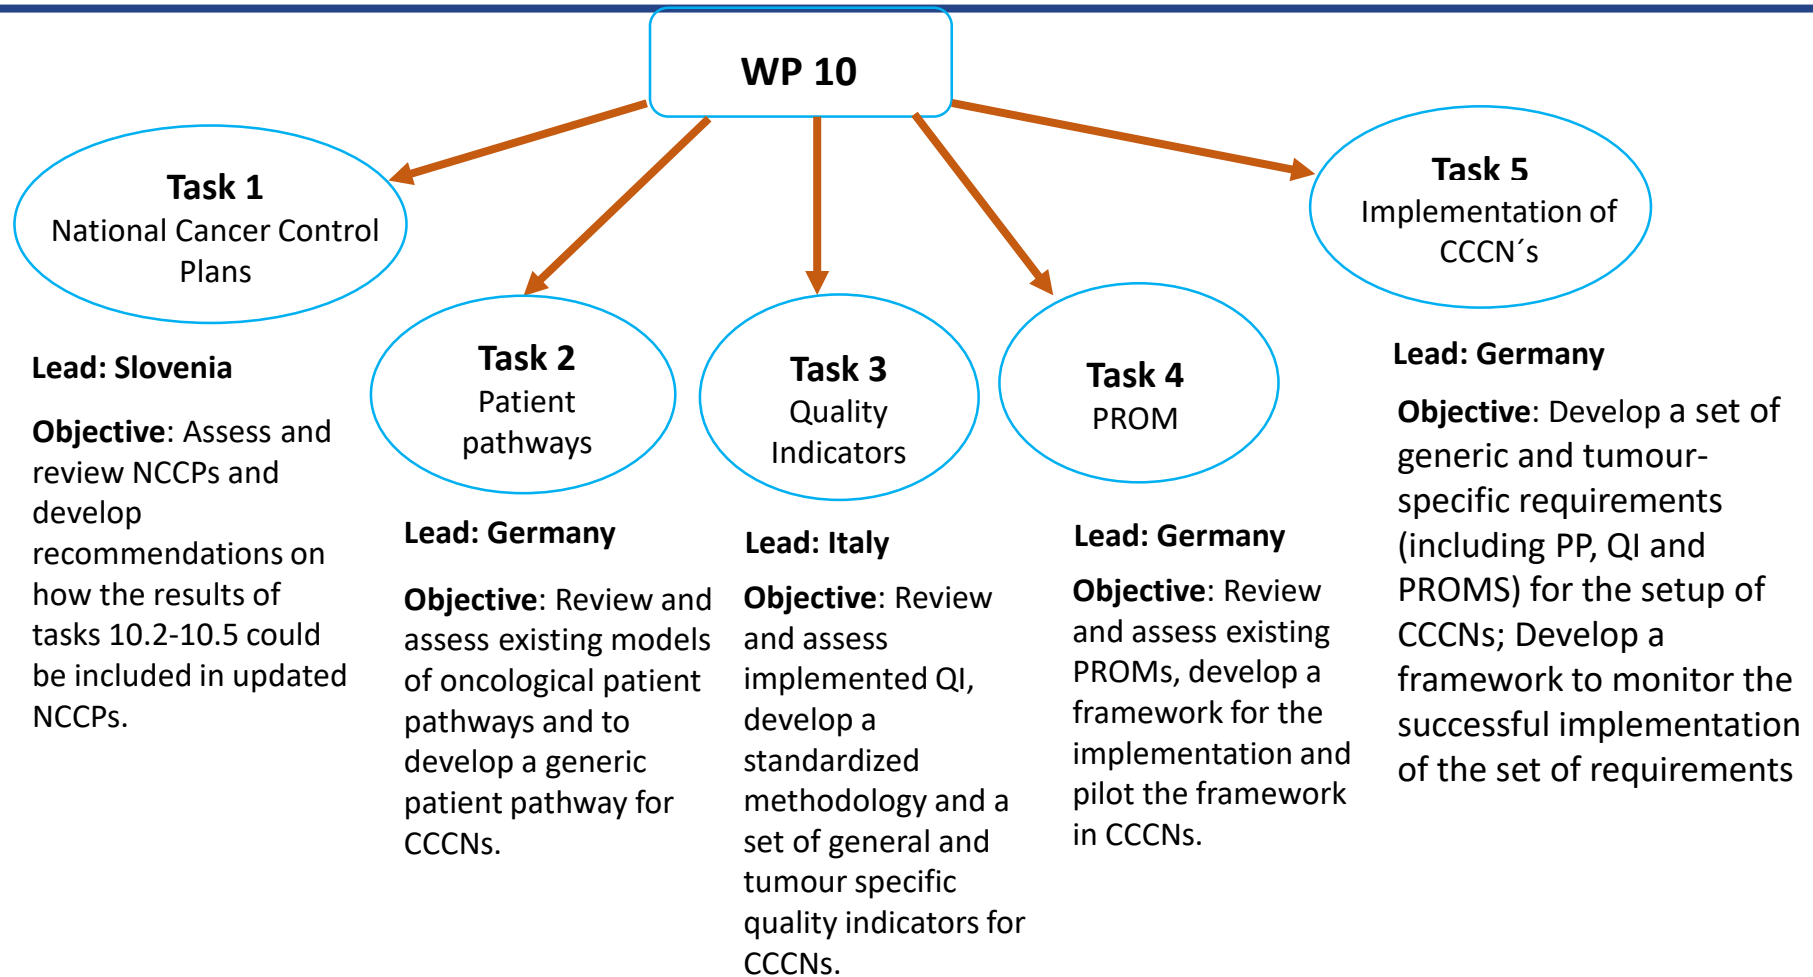 WP 10
Task 1
National Cancer Control
Plans
Lead: Slovenia
Objective: Assess and
review NCCPs and
develop
recommendations on
how the results of
tasks 10.2-10.5 could
be included in updated
NCCPs.
Task 2
Patient
pathways
Lead: Germany
Objective: Review and
assess existing models
of oncological patient
pathways and to
develop a generic
patient pathway for
CCCNs.
Task 3
Quality
Indicators
Lead: Italy
Objective: Review
and assess
implemented QI,
develop a
standardized
methodology and a
set of general and
tumour specific
quality indicators for
CCCNs.
Task 4
PROM
Lead: Germany
Objective: Review
and assess existing
PROMs, develop a
framework for the
implementation and
pilot the framework
in CCCNs.
Task 5
Implementation of
CCCN´s
Lead: Germany
Objective: Develop a set of
generic and tumour-
specific requirements
(including PP, QI and
PROMS) for the setup of
CCCNs; Develop a
framework to monitor the
successful implementation
of the set of requirements